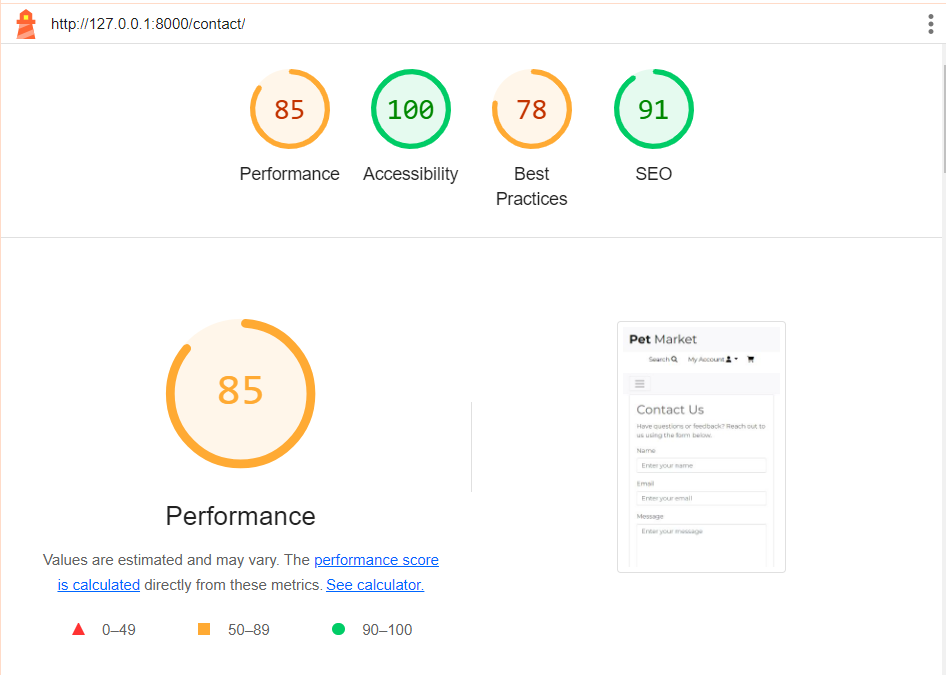 http://127.0.0.1:8000/contact/
85 100 78 91
Performance Accessibility Best SEO
Practices
85
Performance
Values are estimated and may vary. The performance score
is calculated directly from these metrics. See calculator.
0–49 50–89 90–100
Pet Market
Search My Account
Contact Us
Have questions or feedback? Reach out to
us using the form below.
Name
Enter your name
Email
Enter your email
Message
Enter your message